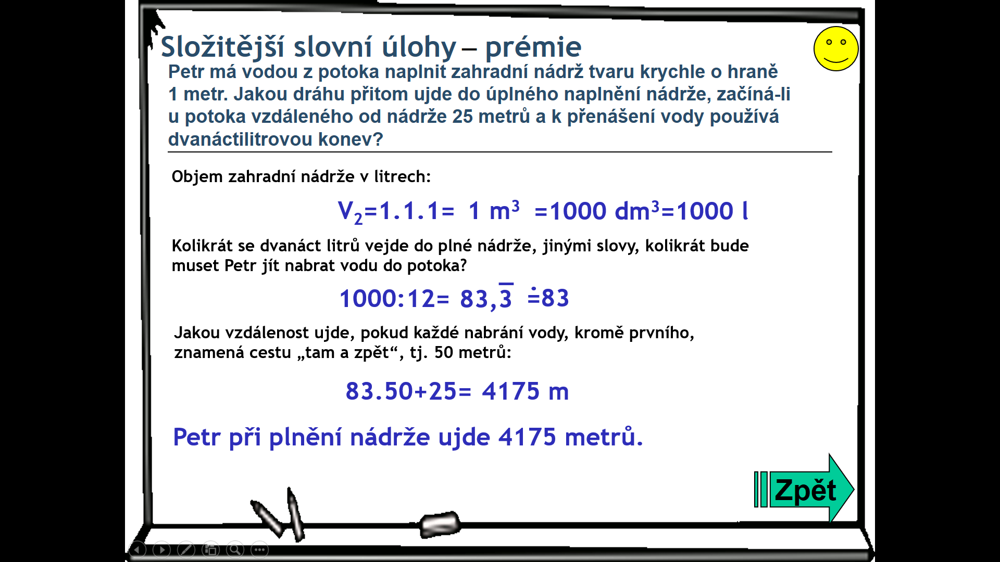 Složitější slovní úlohy – prémie
Petr má vodou z potoka naplnit zahradní nádrž tvaru krychle o hraně
1 metr. Jakou dráhu přitom ujde do úplného naplnění nádrže, začíná-li
u potoka vzdáleného od nádrže 25 metrů a k přenášení vody používá
dvanáctilitrovou konev?
Objem zahradní nádrže v litrech:
V₂=1.1.1= 1 m³ =1000 dm³=1000 l
Kolikrát se dvanáct litrů vejde do plné nádrže, jinými slovy, kolikrát bude
muset Petr jít nabrat vodu do potoka?
1000:12= 83,3̅ ≐83
Jakou vzdálenost ujde, pokud každé nabrání vody, kromě prvního,
znamená cestu „tam a zpět“, tj. 50 metrů:
83.50+25= 4175 m
Petr při plnění nádrže ujde 4175 metrů.
Zpět